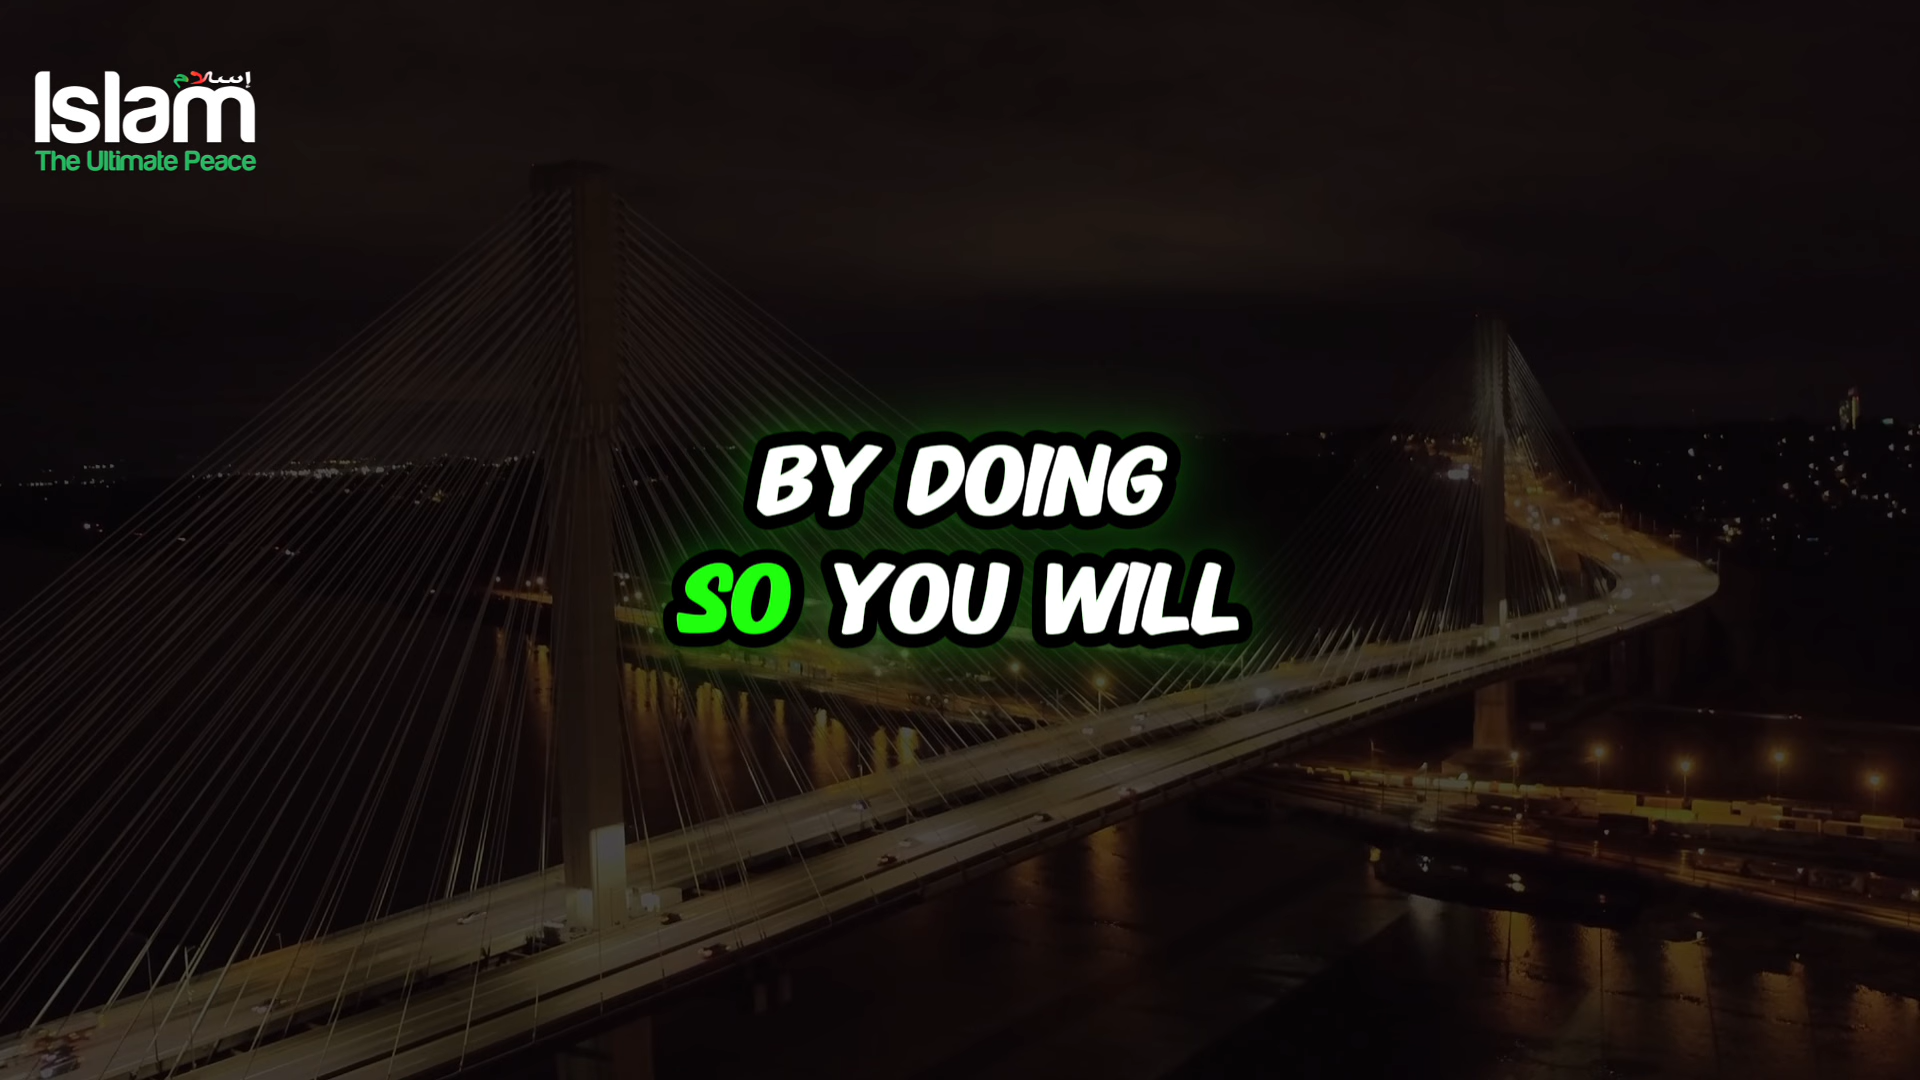 إسلام
Islam
The Ultimate Peace
BY DOING
SO YOU WILL